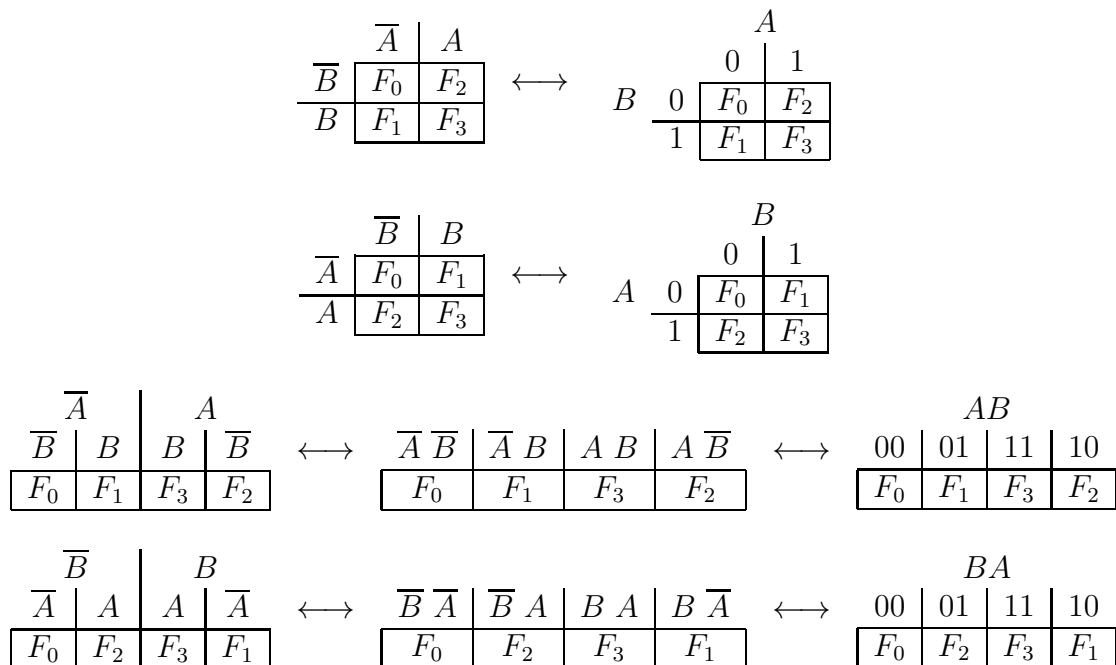 A̅ A ⟷ A
B̅ F₀ F₂ 0 1
B F₁ F₃ B 0 F₀ F₂
1 F₁ F₃
B̅ B ⟷ B
A̅ F₀ F₁ 0 1
A F₂ F₃ A 0 F₀ F₁
1 F₂ F₃
A̅ A AB
B̅ B B B̅ ⟷ A̅ B̅ A̅ B A B A B̅ ⟷ 00 01 11 10
F₀ F₁ F₃ F₂ F₀ F₁ F₃ F₂ F₀ F₁ F₃ F₂
B̅ B BA
A̅ A A A̅ ⟷ B̅ A̅ B̅ A B A B A̅ ⟷ 00 01 11 10
F₀ F₂ F₃ F₁ F₀ F₂ F₃ F₁ F₀ F₂ F₃ F₁